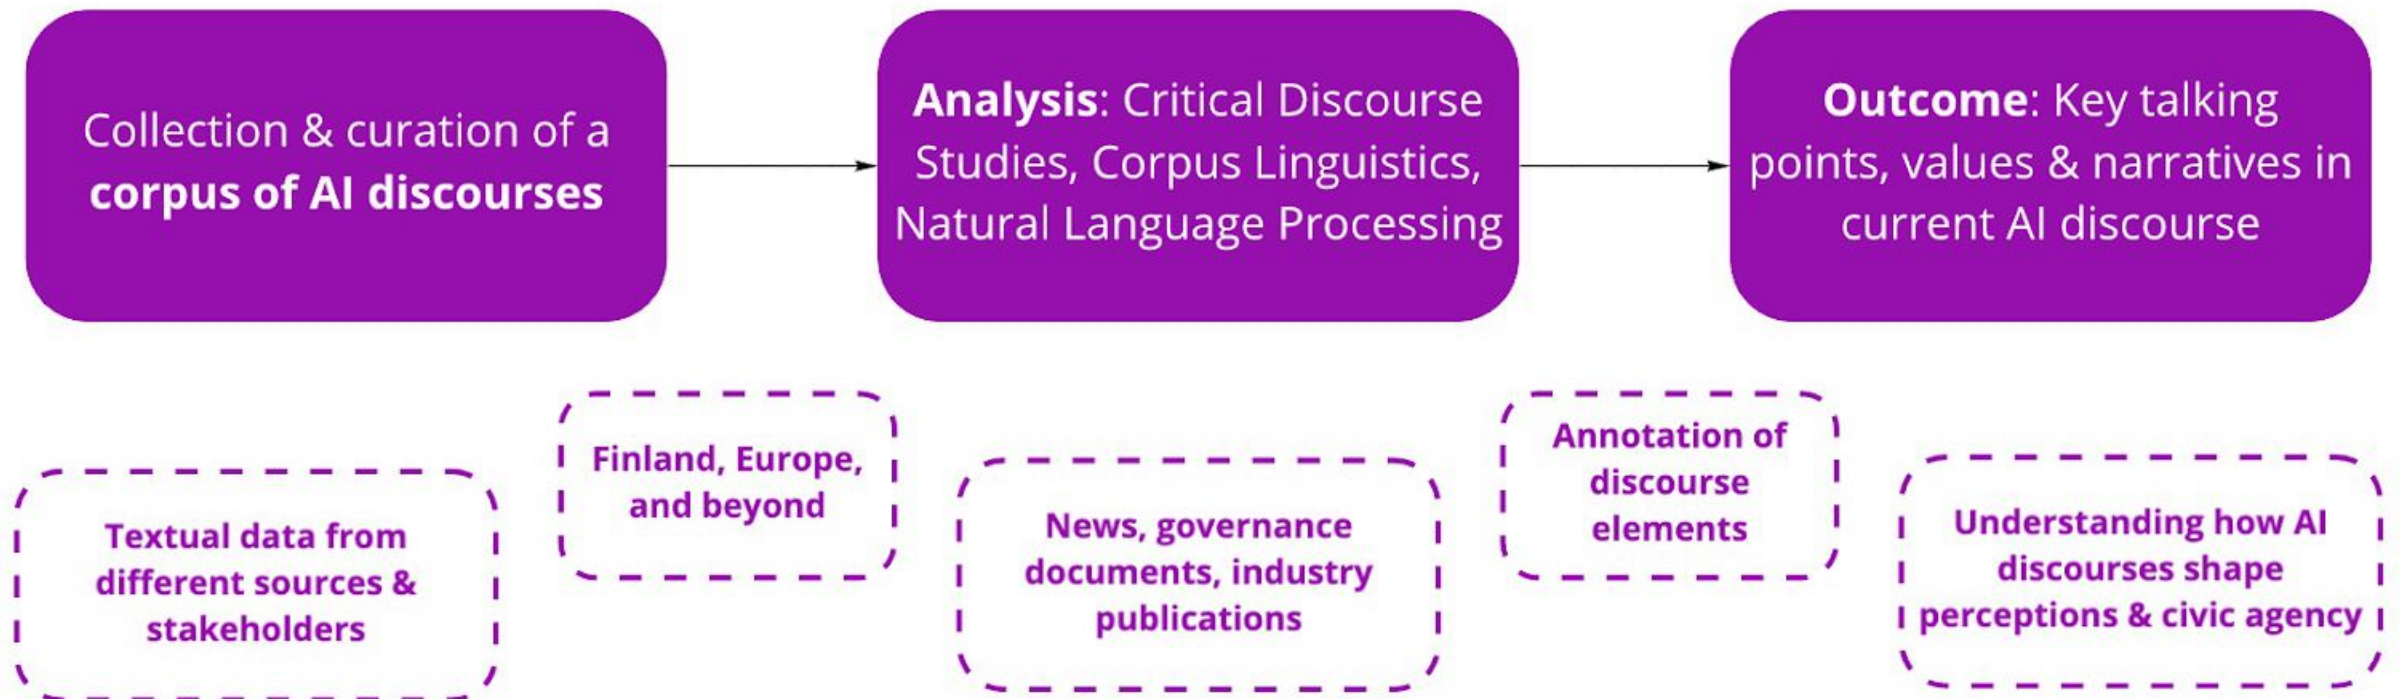 Collection & curation of a
corpus of AI discourses
Analysis: Critical Discourse
Studies, Corpus Linguistics,
Natural Language Processing
Outcome: Key talking
points, values & narratives in
current AI discourse
Textual data from
different sources &
stakeholders
Finland, Europe,
and beyond
News, governance
documents, industry
publications
Annotation of
discourse
elements
Understanding how AI
discourses shape
perceptions & civic agency